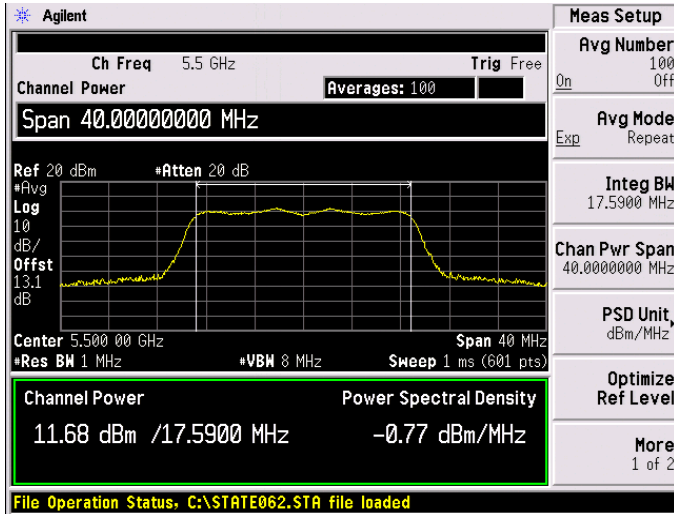 Agilent
Ch Freq 5.5 GHz Trig Free
Channel Power Averages: 100
Span 40.00000000 MHz
Ref 20 dBm #Atten 20 dB
#Avg
Log
10
dB/
Offst
13.1
dB
Center 5.500 00 GHz Span 40 MHz
#Res BW 1 MHz #VBW 8 MHz Sweep 1 ms (601 pts)
Channel Power Power Spectral Density
11.68 dBm /17.5900 MHz -0.77 dBm/MHz
File Operation Status, C:\STATE062.STA file loaded
Meas Setup
Avg Number
100
On Off
Avg Mode
Exp Repeat
Integ BW
17.5900 MHz
Chan Pwr Span
40.0000000 MHz
PSD Unit
dBm/MHz
Optimize
Ref Level
More
1 of 2